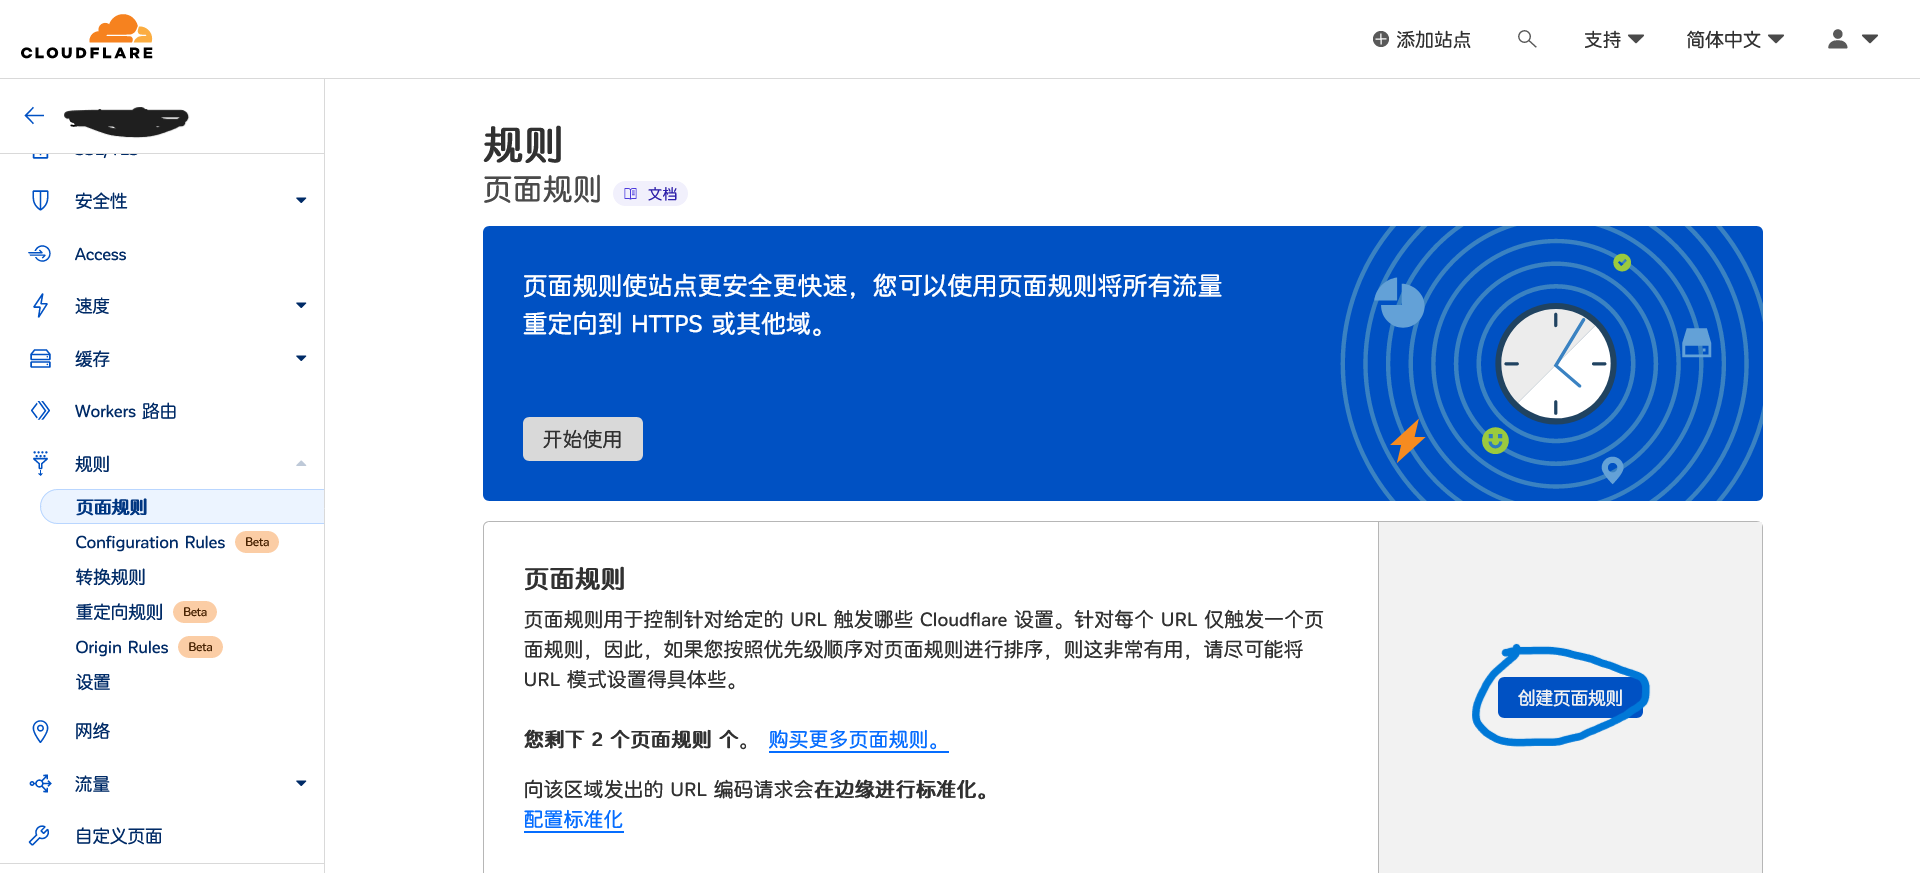 CLOUDFLARE
添加站点
支持
简体中文
安全性
Access
速度
缓存
Workers 路由
规则
页面规则
Configuration Rules Beta
转换规则
重定向规则 Beta
Origin Rules Beta
设置
网络
流量
自定义页面
规则
页面规则 文档
页面规则使站点更安全更快速，您可以使用页面规则将所有流量
重定向到 HTTPS 或其他域。
开始使用
页面规则
页面规则用于控制针对给定的 URL 触发哪些 Cloudflare 设置。针对每个 URL 仅触发一个页
面规则，因此，如果您按照优先级顺序对页面规则进行排序，则这非常有用，请尽可能将
URL 模式设置得具体些。
您剩下 2 个页面规则 个。 购买更多页面规则。
向该区域发出的 URL 编码请求会在边缘进行标准化。
配置标准化
创建页面规则